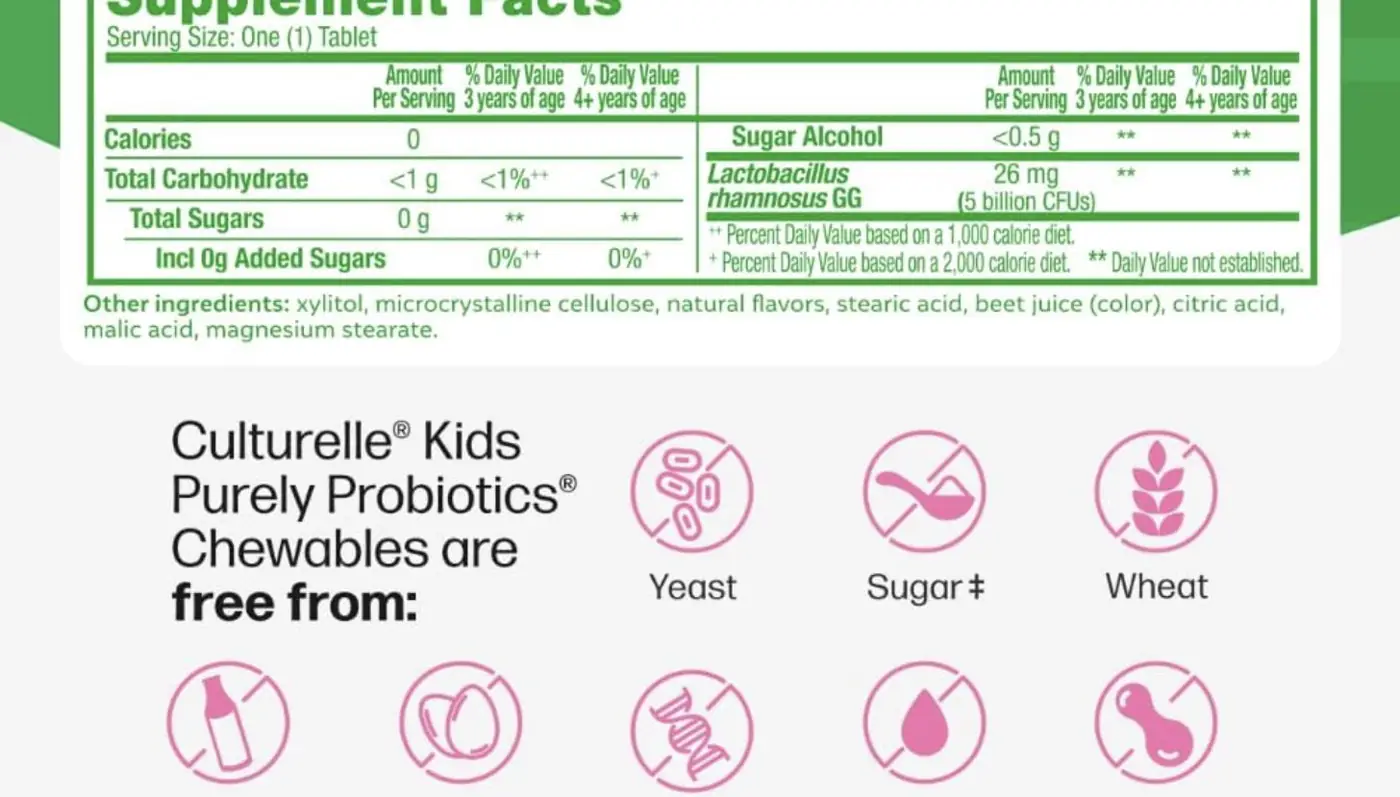 Supplement Facts
Serving Size: One (1) Tablet
Amount Per Serving % Daily Value 3 years of age % Daily Value 4+ years of age
Calories 0
Total Carbohydrate <1 g <1%++ <1%+
Total Sugars 0 g ** **
Incl 0g Added Sugars 0%++ 0%+
Amount Per Serving % Daily Value 3 years of age % Daily Value 4+ years of age
Sugar Alcohol <0.5 g ** **
Lactobacillus 26 mg ** **
rhamnosus GG (5 billion CFUs)
++ Percent Daily Value based on a 1,000 calorie diet.
+ Percent Daily Value based on a 2,000 calorie diet. ** Daily Value not established.
Other ingredients: xylitol, microcrystalline cellulose, natural flavors, stearic acid, beet juice (color), citric acid,
malic acid, magnesium stearate.
Culturelle® Kids
Purely Probiotics®
Chewables are
free from:
Yeast
Sugar‡
Wheat